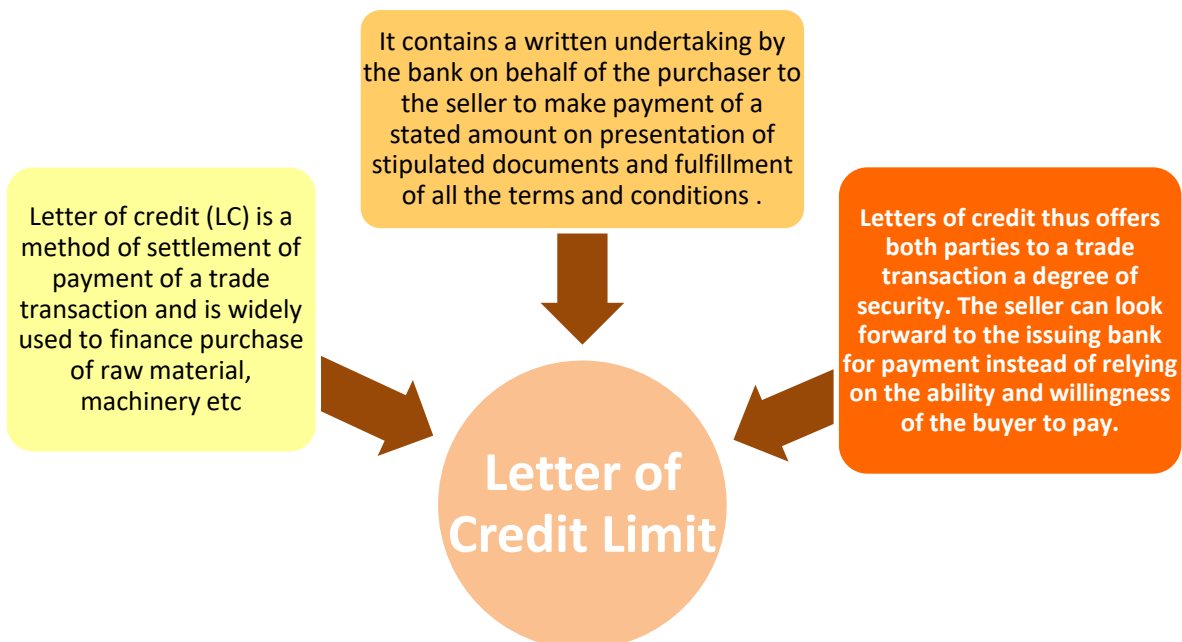 It contains a written undertaking by
the bank on behalf of the purchaser to
the seller to make payment of a
stated amount on presentation of
stipulated documents and fulfillment
of all the terms and conditions .
Letter of credit (LC) is a
method of settlement of
payment of a trade
transaction and is widely
used to finance purchase
of raw material,
machinery etc
Letters of credit thus offers
both parties to a trade
transaction a degree of
security. The seller can look
forward to the issuing bank
for payment instead of relying
on the ability and willingness
of the buyer to pay.
Letter of
Credit Limit